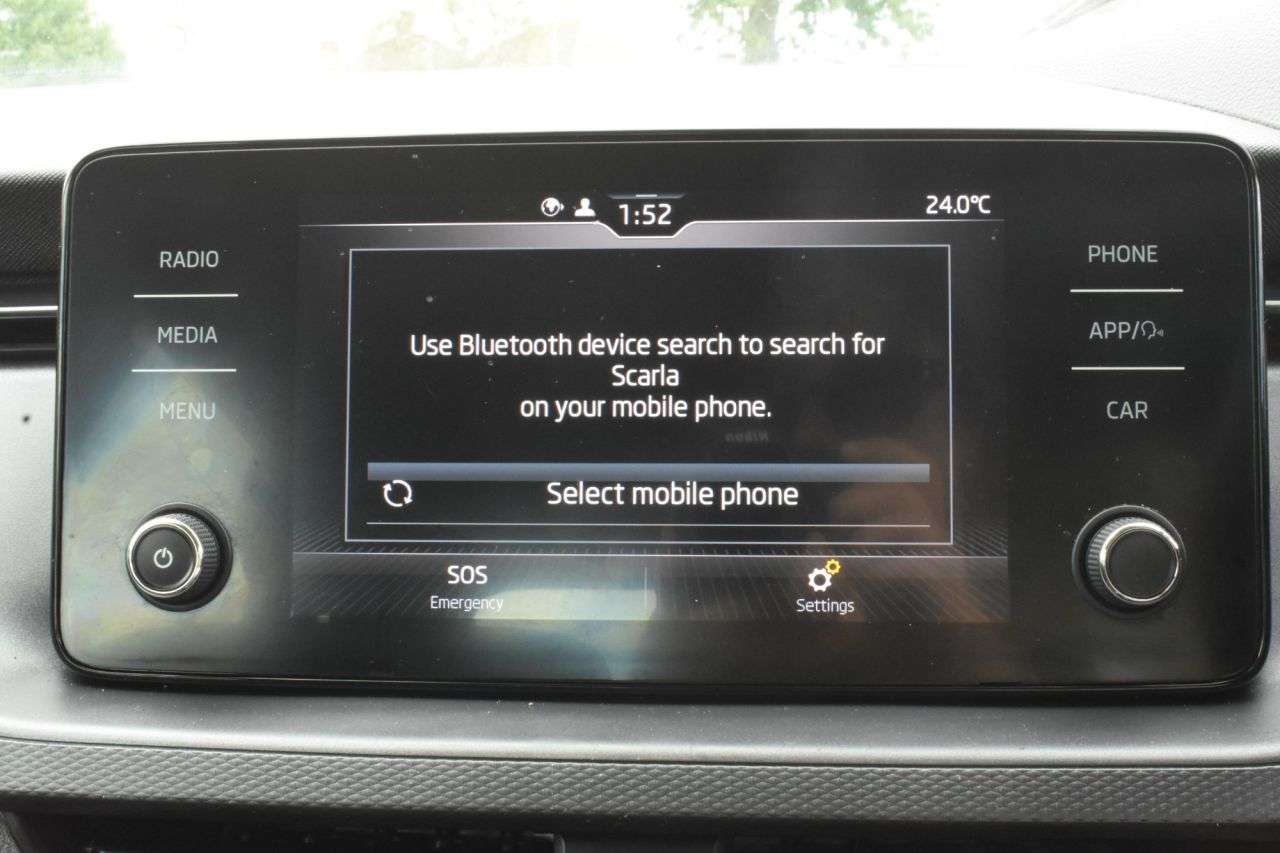 1:52
24.0°C
RADIO
MEDIA
MENU
PHONE
APP/
CAR
Use Bluetooth device search to search for
Scarla
on your mobile phone.
Select mobile phone
SOS
Emergency
Settings